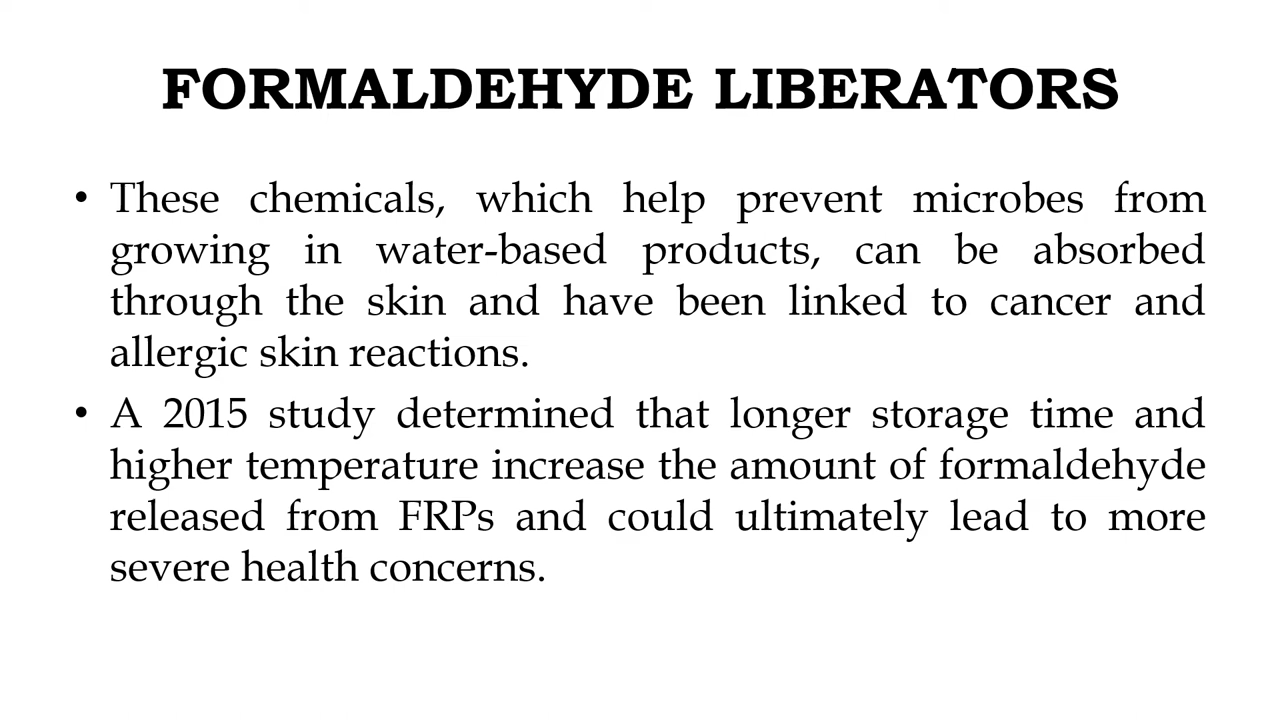 FORMALDEHYDE LIBERATORS
• These chemicals, which help prevent microbes from
growing in water-based products, can be absorbed
through the skin and have been linked to cancer and
allergic skin reactions.
• A 2015 study determined that longer storage time and
higher temperature increase the amount of formaldehyde
released from FRPs and could ultimately lead to more
severe health concerns.